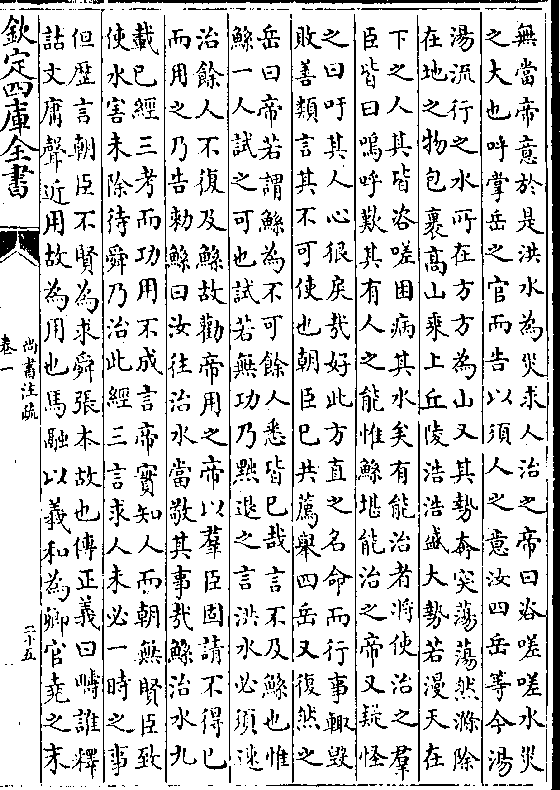 無當帝意於是洪水為災求人治之帝曰咨嗟嗟水災
之大也呼掌岳之官而告以須人之意汝四岳等今湯
湯流行之水所在方方為山又其勢奔突蕩蕩然滌除
在地之物包裹高山乘上丘陵浩浩盛大勢若漫天在
下之人其皆咨嗟困病其水矣有能治者將使治之羣
臣皆曰嗚呼歎其有人之能惟鯀堪能治之帝又疑怪
之曰吁其人心很戾哉好此方直之名命而行事輒毀
敗善類言其不可使也朝臣已共薦舉四岳又復然之
岳曰帝若謂鯀為不可餘人悉皆已哉言不及鯀也惟
鯀一人試之可也試若無功乃黜退之言洪水必須速
治餘人不復及鯀故勸帝用之帝以羣臣固請不得已
而用之乃告勅鯀曰汝往治水當敬其事哉鯀治水九
載已經三考而功用不成言帝實知人而朝無賢臣致
使水害未除待舜乃治此經三言求人未必一時之事
但歷言朝臣不賢為求舜張本故也傳正義曰疇誰釋
詁文庸聲近用故為用也馬融以義和為卿官堯之末
欽定四庫全書
尚書注疏
卷一
二十五